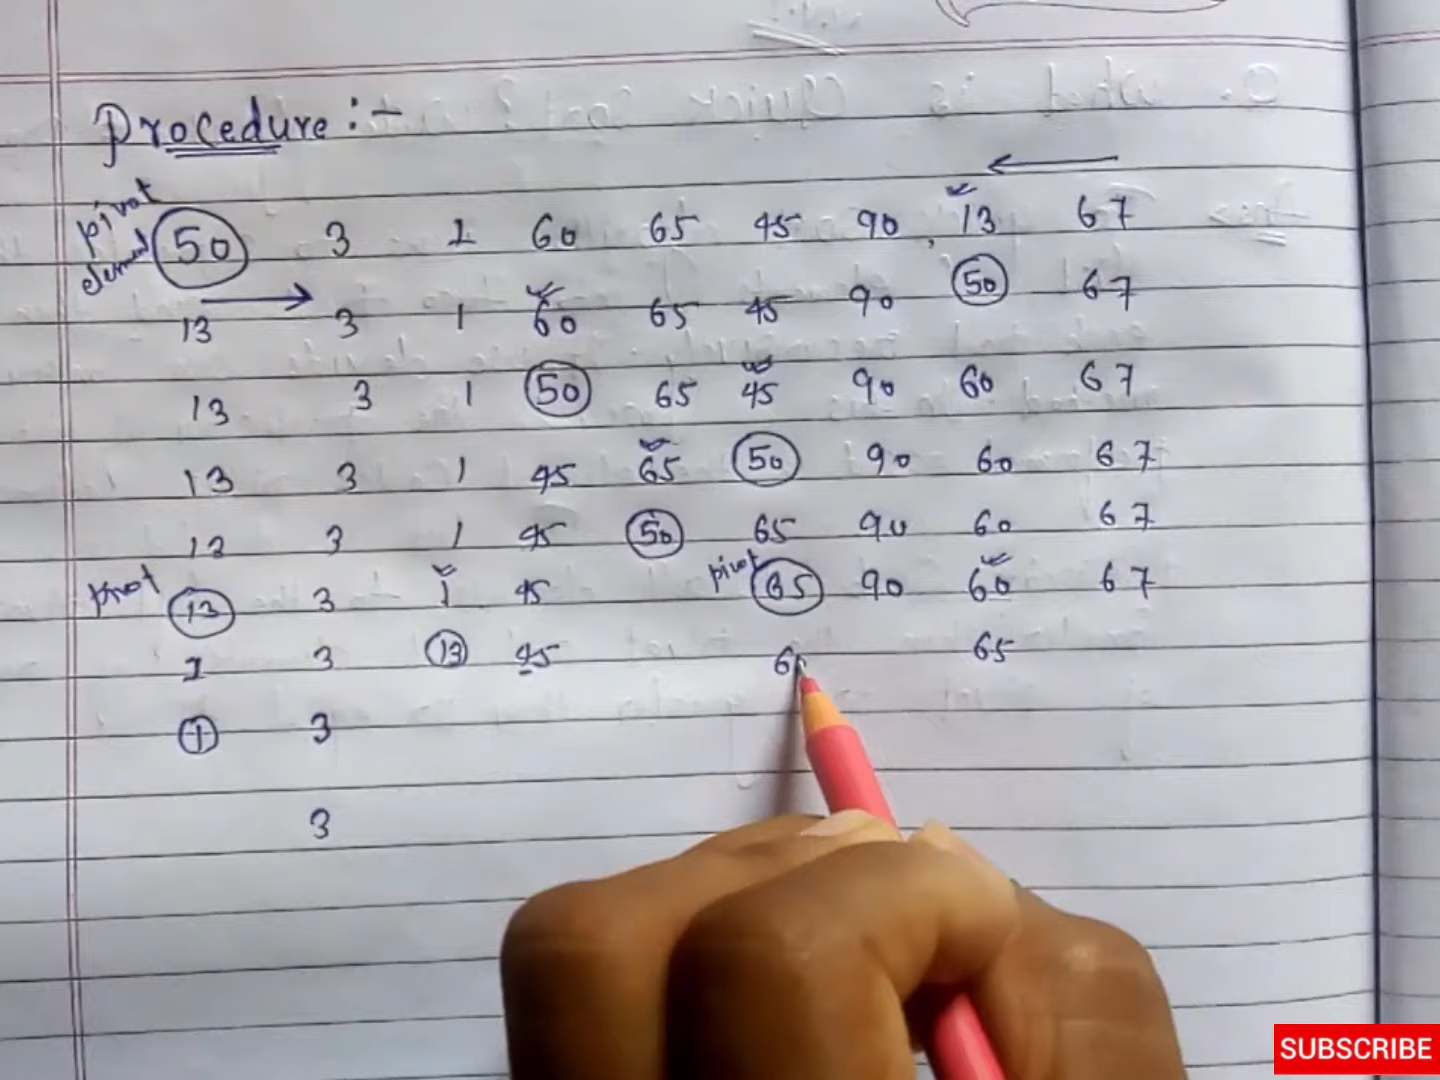 Procedure :-
pivot
element
50 3 1 60 65 45 90 13 67
13 3 1 60 65 45 90 50 67
13 3 1 50 65 45 90 60 67
13 3 1 45 65 50 90 60 67
13 3 1 45 50 65 90 60 67
pivot 13 3 1 45 pivot 65 90 60 67
1 3 13 45 60 65
1 3
3
SUBSCRIBE